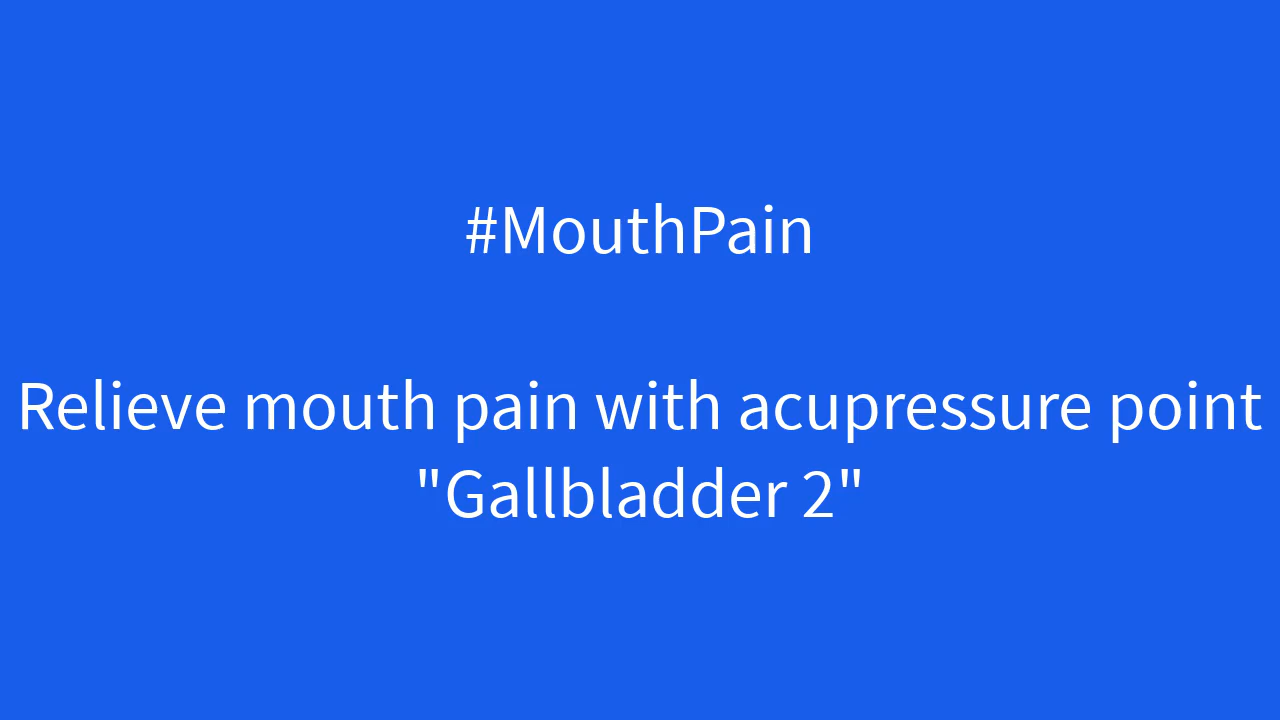 #MouthPain
Relieve mouth pain with acupressure point
"Gallbladder 2"